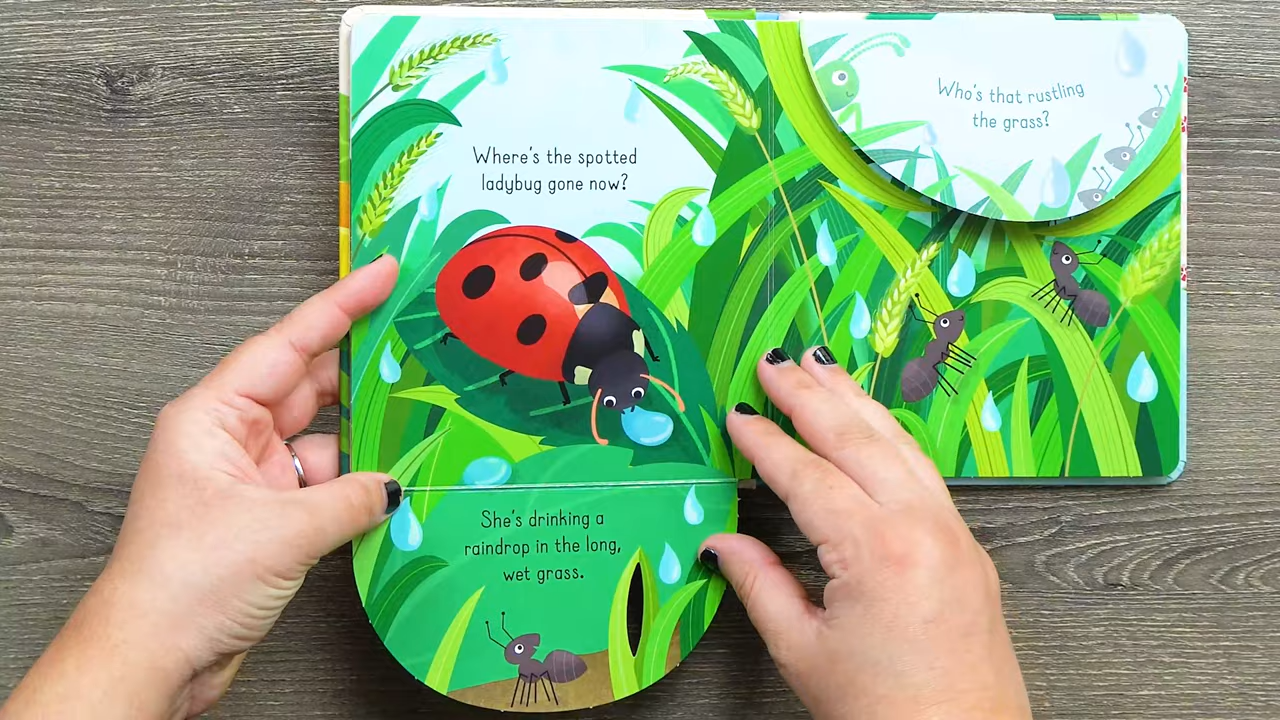 Where's the spotted
ladybug gone now?
She's drinking a
raindrop in the long,
wet grass.
Who's that rustling
the grass?